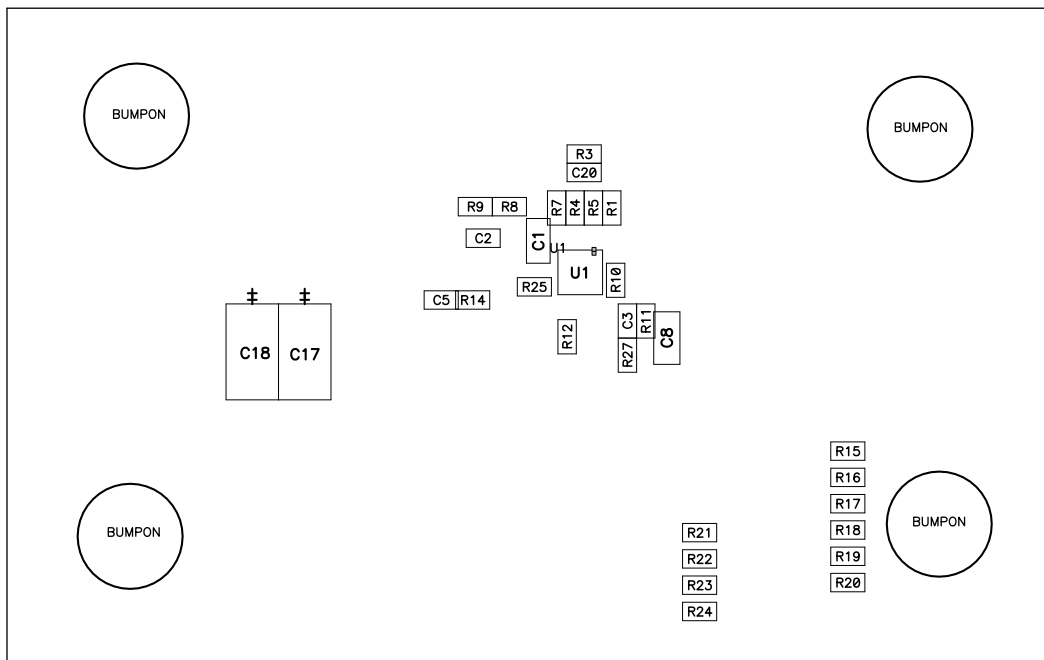 BUMPON
BUMPON
R3
C20
R9
R8
R7
R4
R5
R1
C2
C1
U1
U1
R10
R25
C5
R14
R12
C3
R11
C8
R27
C18
C17
R15
R16
R17
R18
R19
R20
BUMPON
BUMPON
R21
R22
R23
R24